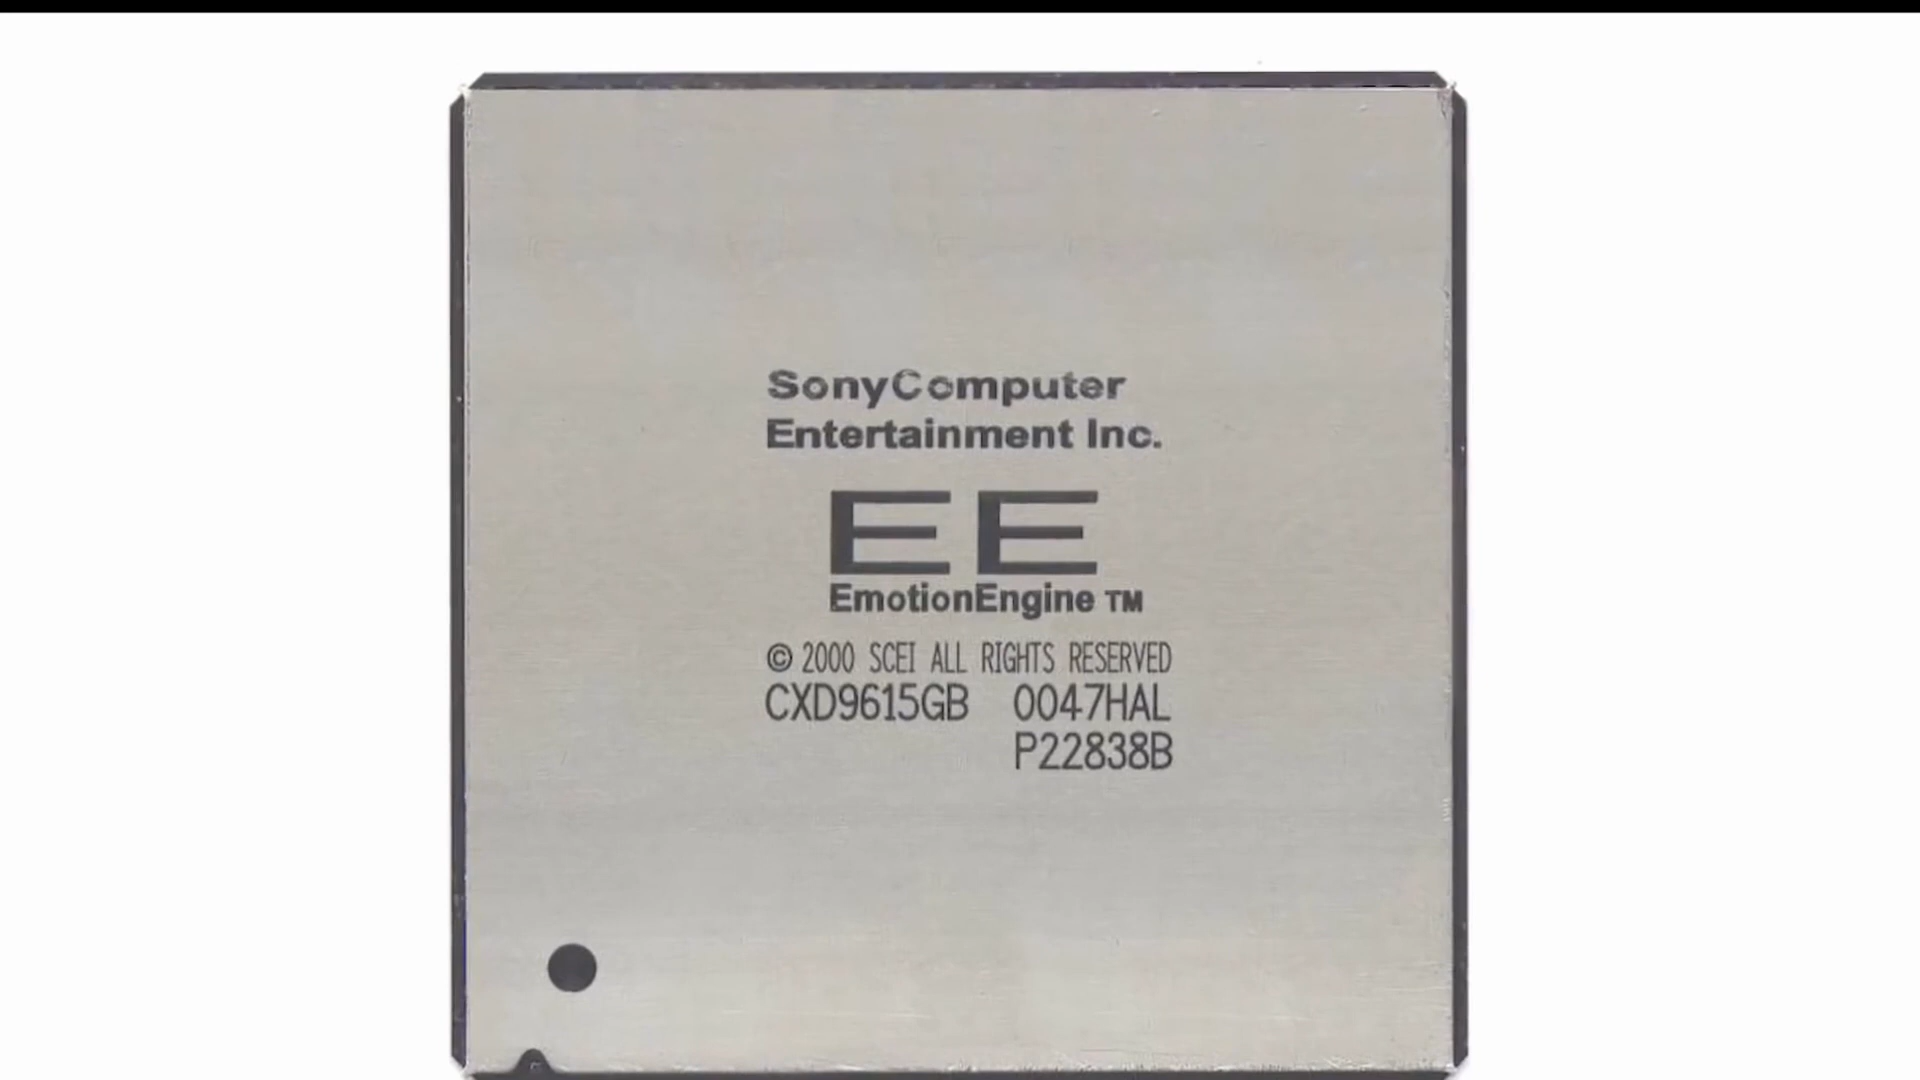 SonyComputer
Entertainment Inc.
EE
EmotionEngine TM
© 2000 SCEI ALL RIGHTS RESERVED
CXD9615GB 0047HAL
P22838B